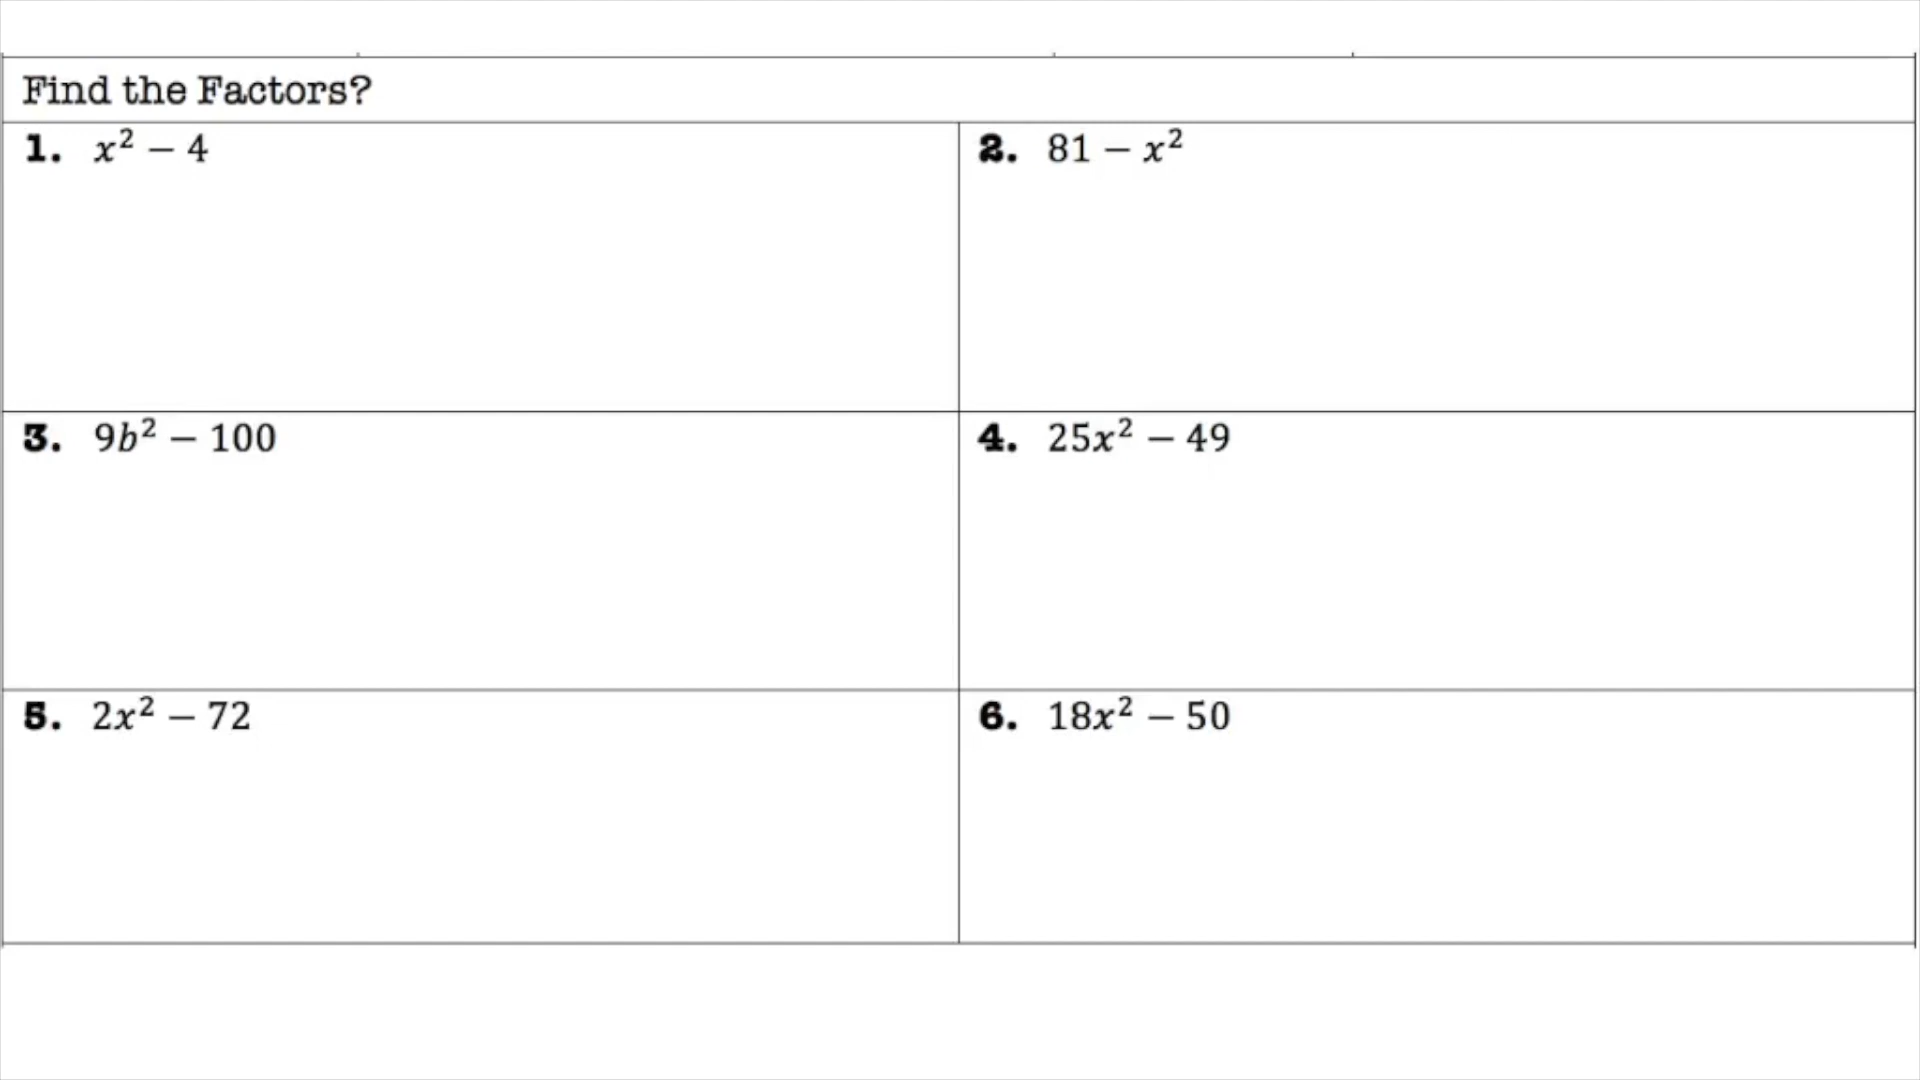 Find the Factors?
1. x² − 4
2. 81 − x²
3. 9b² − 100
4. 25x² − 49
5. 2x² − 72
6. 18x² − 50